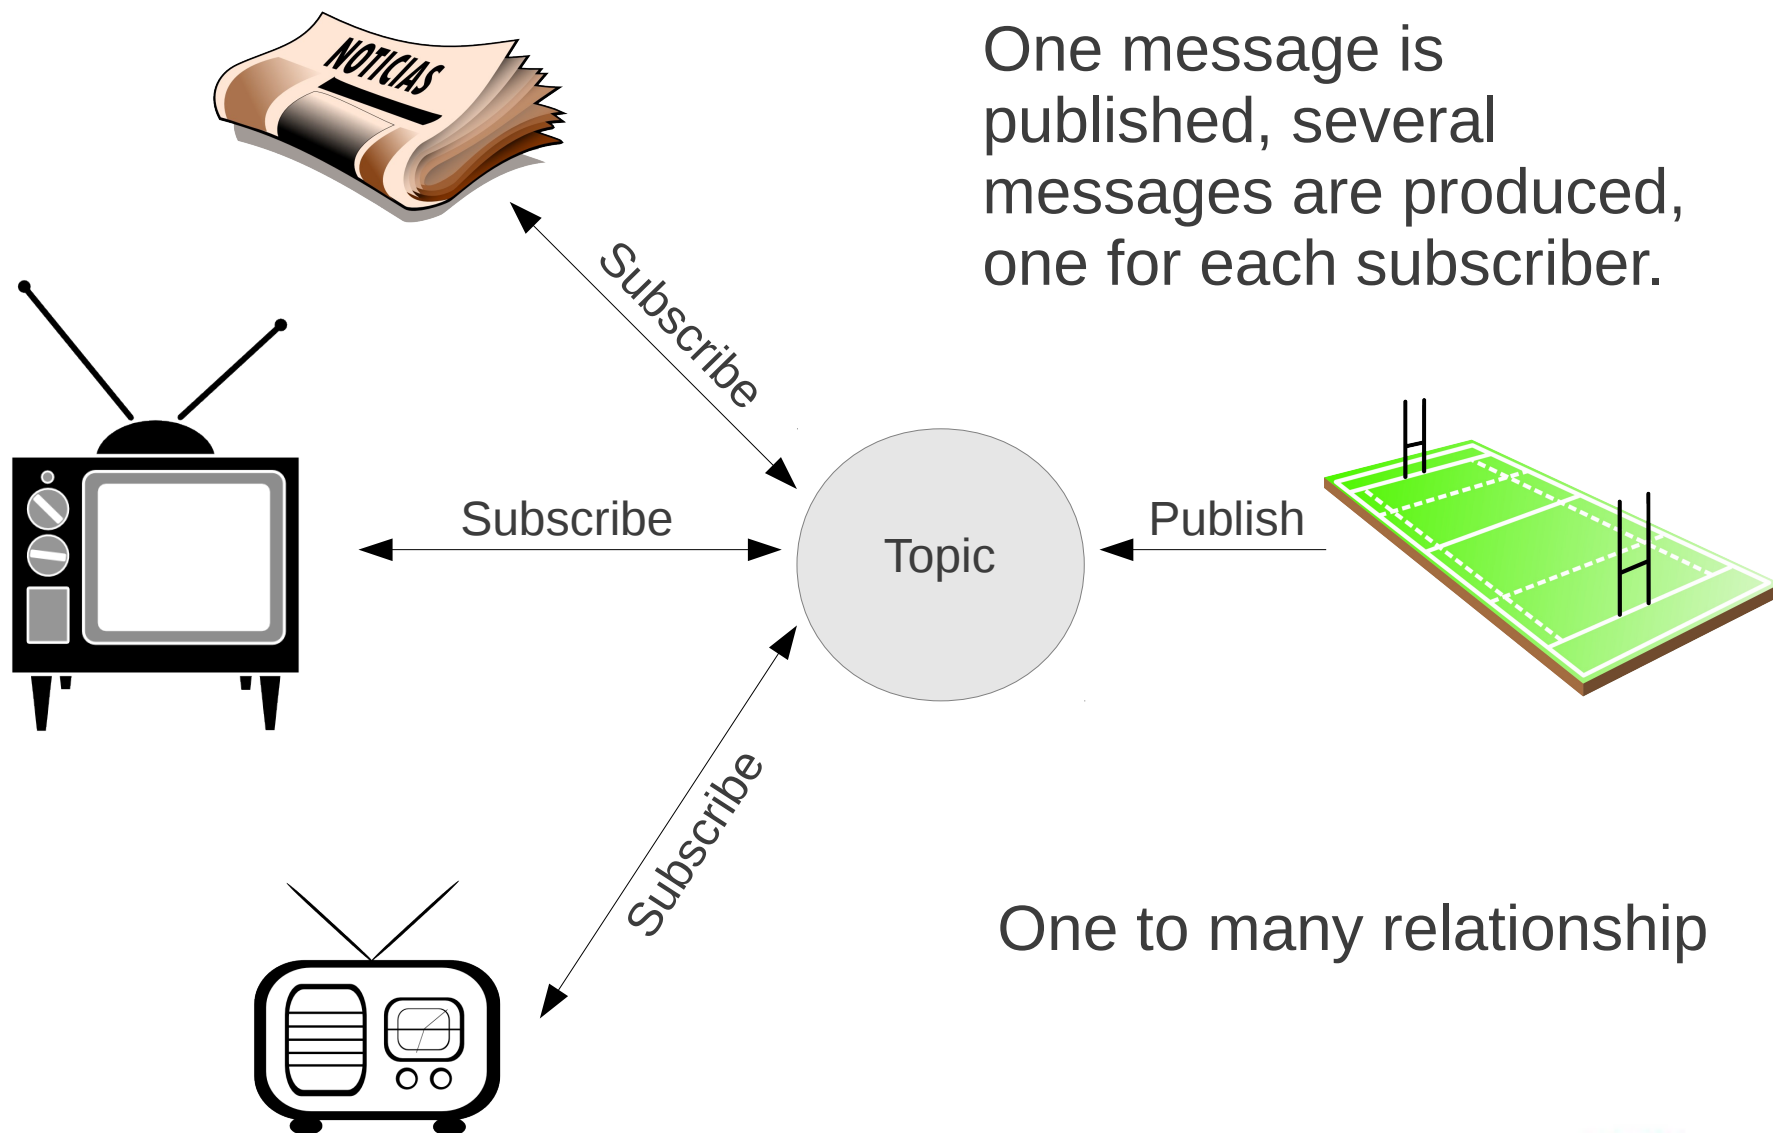 NOTICIAS
One message is
published, several
messages are produced,
one for each subscriber.
Subscribe
Subscribe
Topic
Publish
Subscribe
One to many relationship